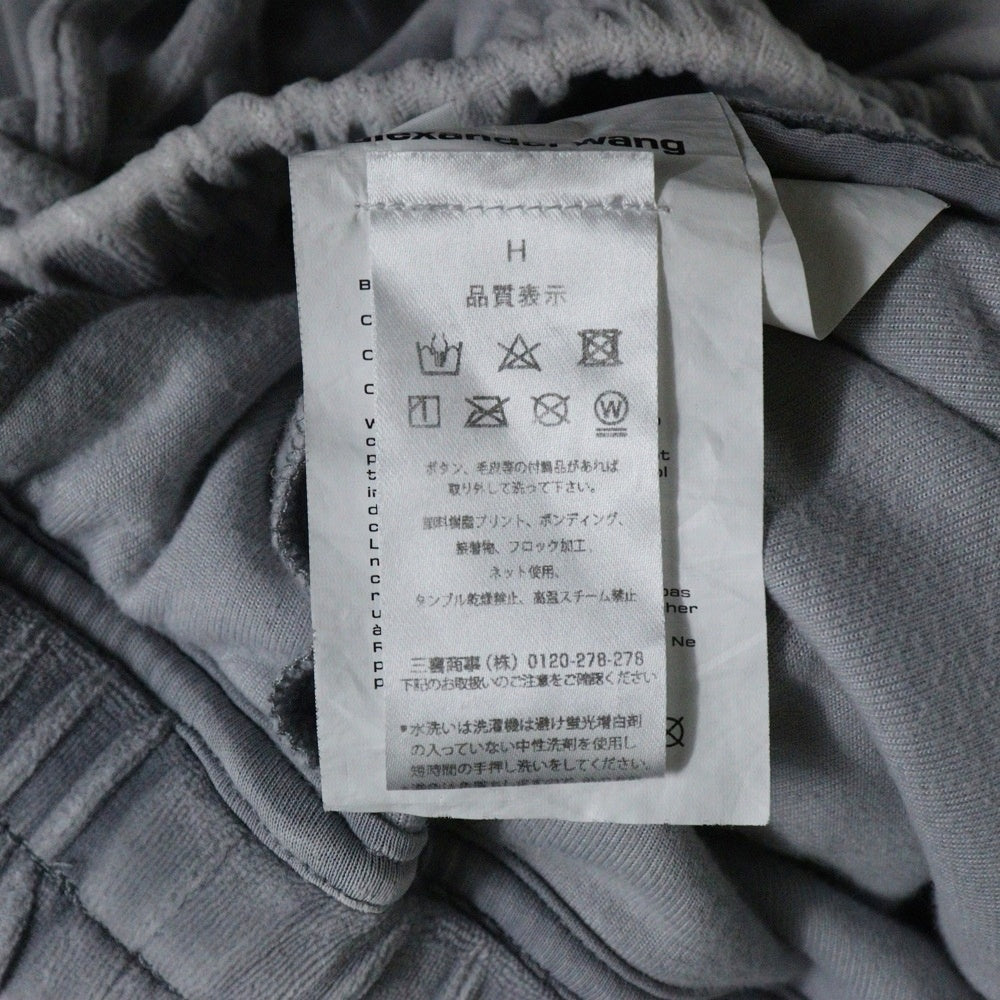 alexander wang
H
品質表示
W
ボタン、毛皮等の付属品があれば
取り外して洗って下さい。
顔料樹脂プリント、ボンディング、
接着物、フロック加工、
ネット使用、
タンブル乾燥禁止、高温スチーム禁止
三喜商事(株) 0120-278-278
下記のお取扱いのご注意をご確認ください
*水洗いは洗濯機は避け蛍光増白剤
の入っていない中性洗剤を使用し
短時間の手押し洗いをしてください。
pas
her
Ne